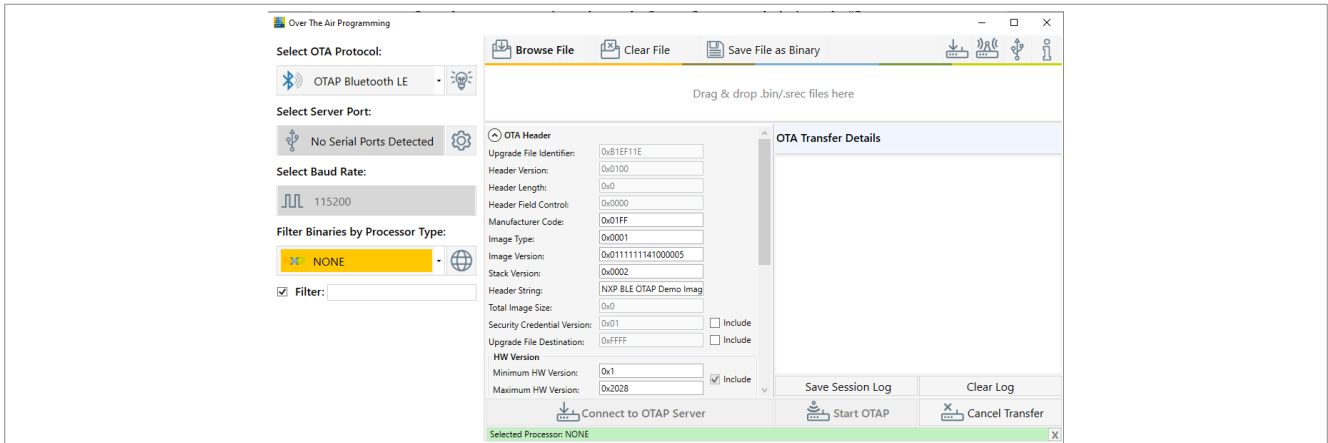 Over The Air Programming
Select OTA Protocol:
OTAP Bluetooth LE
Select Server Port:
No Serial Ports Detected
Select Baud Rate:
115200
Filter Binaries by Processor Type:
NONE
Filter:
Browse File Clear File Save File as Binary
Drag & drop .bin/.srec files here
OTA Header
Upgrade File Identifier: 0xB1EF11E
Header Version: 0x0100
Header Length: 0x0
Header Field Control: 0x0000
Manufacturer Code: 0x01FF
Image Type: 0x0001
Image Version: 0x0111111141000005
Stack Version: 0x0002
Header String: NXP BLE OTAP Demo Imag
Total Image Size: 0x0
Security Credential Version: 0x01 Include
Upgrade File Destination: 0xFFFF Include
HW Version
Minimum HW Version: 0x1
Include
Maximum HW Version: 0x2028
OTA Transfer Details
Save Session Log Clear Log
Connect to OTAP Server Start OTAP Cancel Transfer
Selected Processor: NONE X